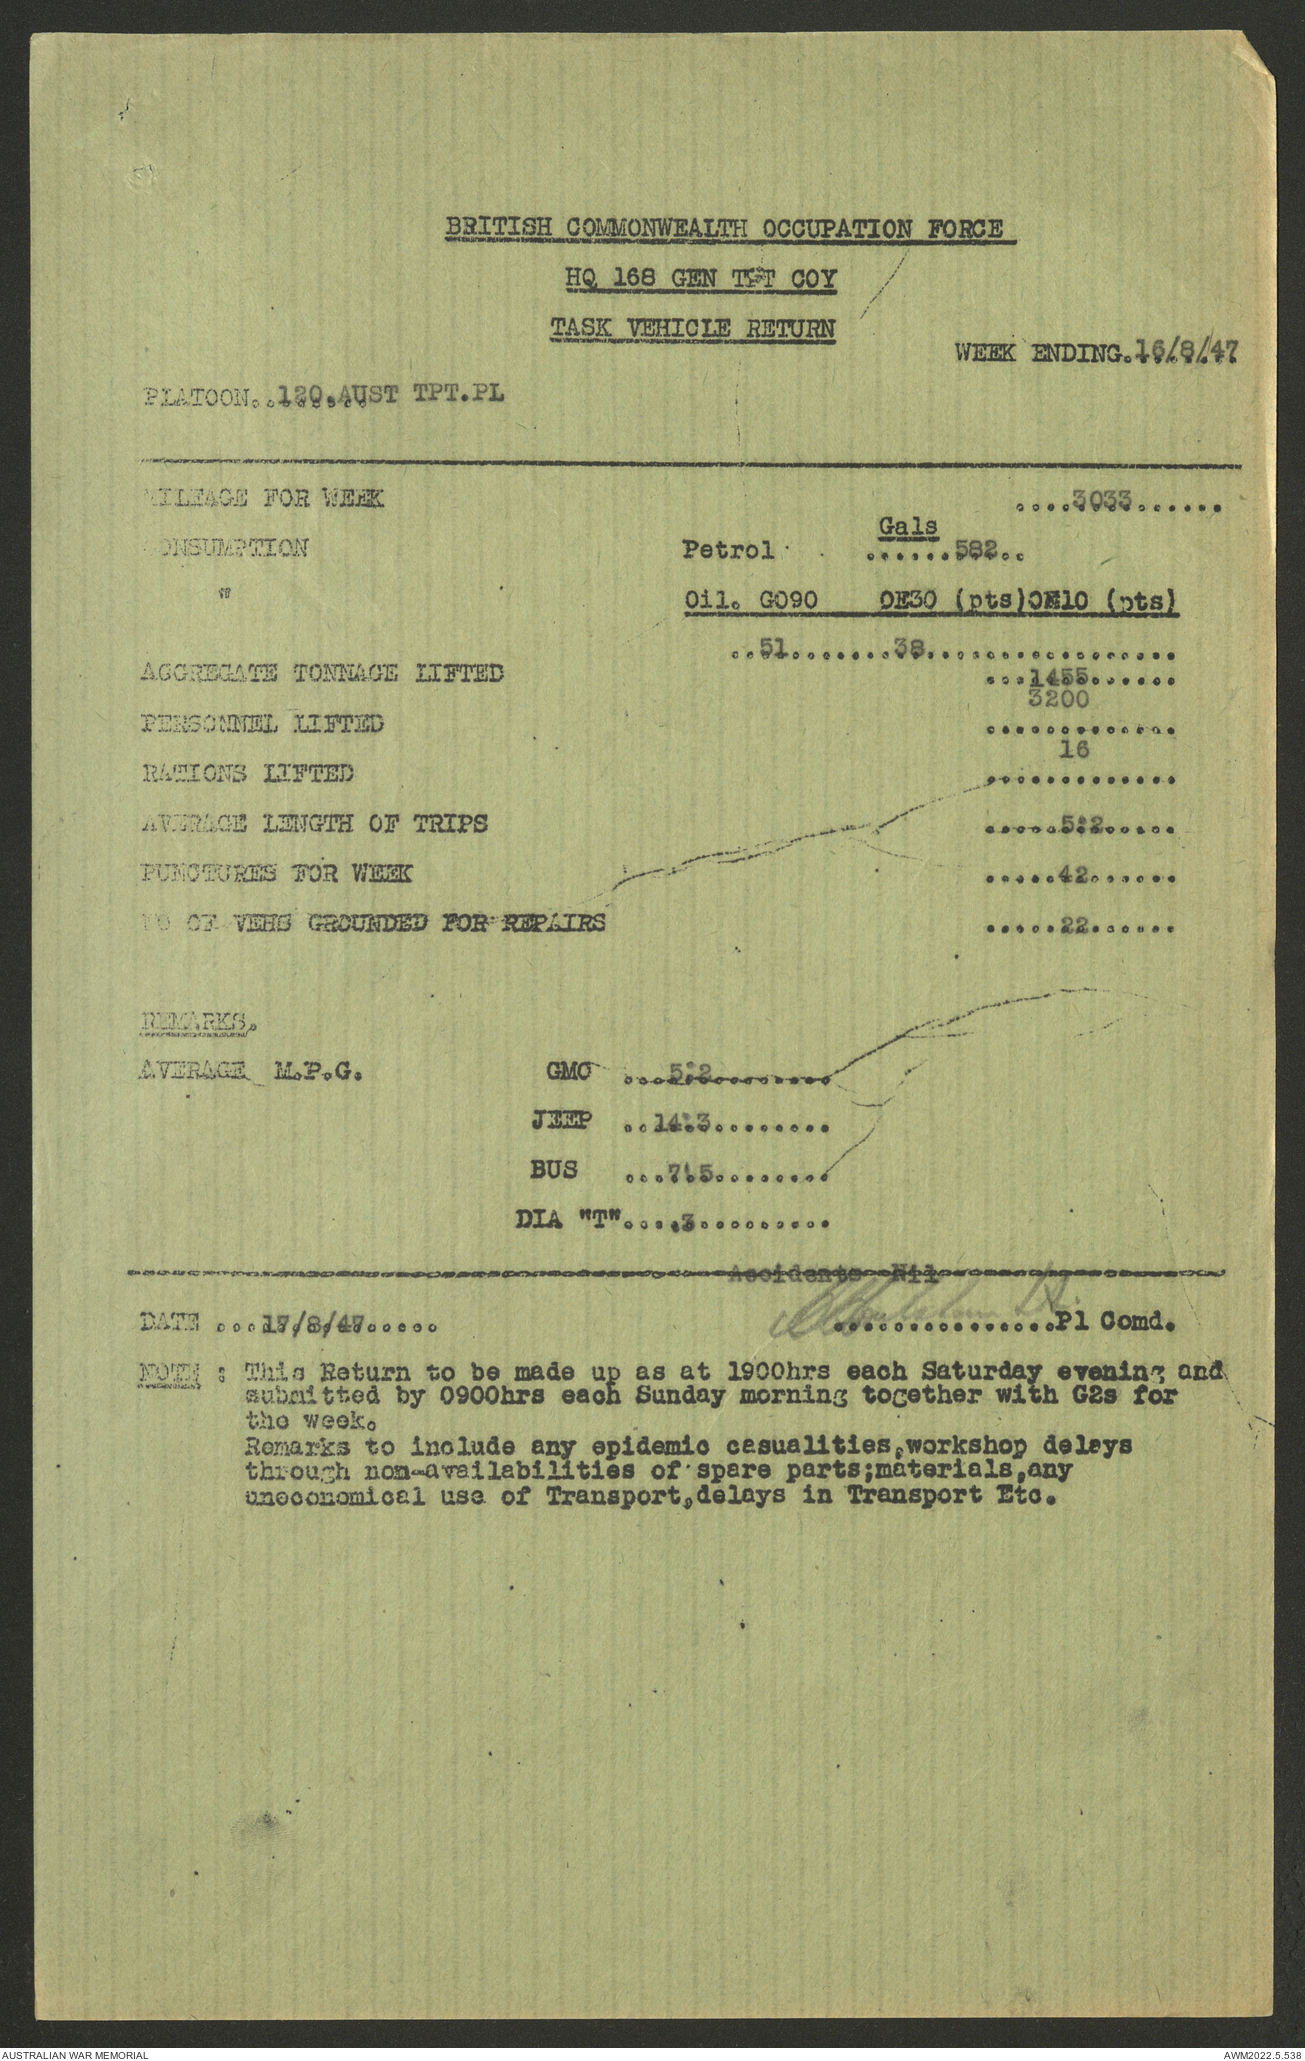 BRITISH COMMONWEALTH OCCUPATION FORCE
HQ 168 GEN TPT COY
TASK VEHICLE RETURN
WEEK ENDING.16/8/47
PLATOON..120.AUST TPT.PL
MILEAGE FOR WEEK ....3033......
Gals
CONSUMPTION Petrol ......582..
" Oil. GO90 OE30 (pts)OE10 (pts)
..51.......38................
AGGREGATE TONNAGE LIFTED ...1455......
3200
PERSONNEL LIFTED .............
16
RATIONS LIFTED .............
AVERAGE LENGTH OF TRIPS .....5:2.....
PUNCTURES FOR WEEK .....42......
NO OF VEHS GROUNDED FOR REPAIRS .....22......
REMARKS.
AVERAGE M.P.G. GMC ...5:2........
JEEP ..14:3........
BUS ...7:5........
DIA "T"....3.........
Accidents Nil
DATE ...17/8/47..... ...............Pl Comd.
NOTE : This Return to be made up as at 1900hrs each Saturday evening and
submitted by 0900hrs each Sunday morning together with G2s for
the week.
Remarks to include any epidemic casualities,workshop delays
through non-availabilities of spare parts;materials,any
uneconomical use of Transport,delays in Transport Etc.
AUSTRALIAN WAR MEMORIAL AWM2022.5.538